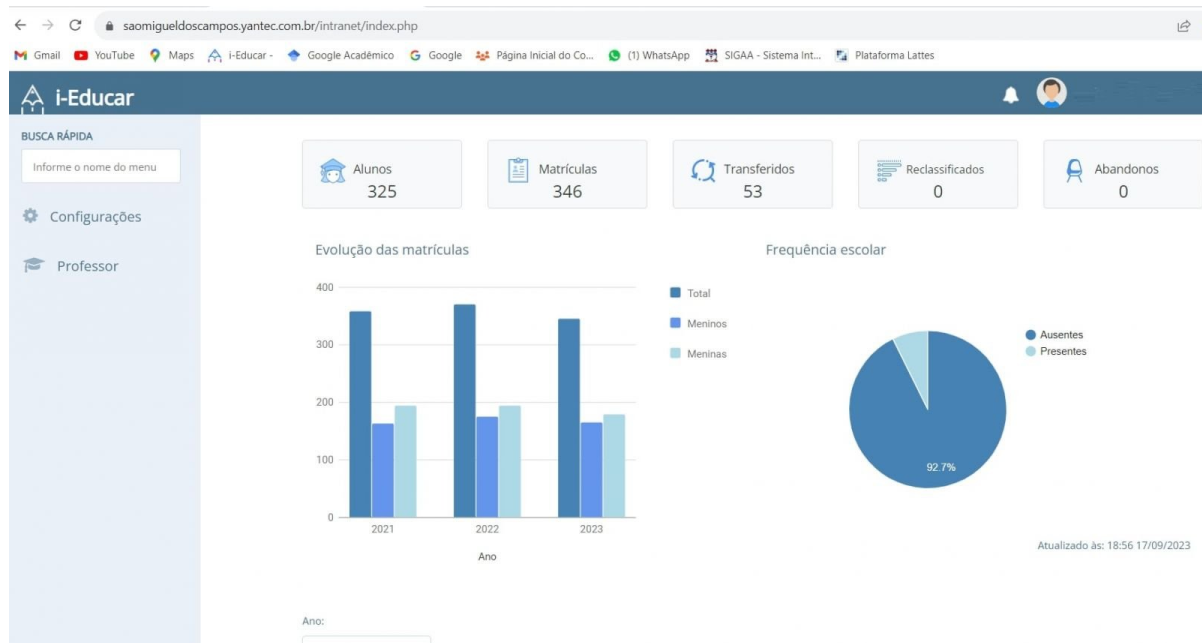 saomigueldoscampos.yantec.com.br/intranet/index.php
Gmail YouTube Maps i-Educar - Google Acadêmico Google Página Inicial do Co... (1) WhatsApp SIGAA - Sistema Int... Plataforma Lattes
i-Educar
BUSCA RÁPIDA
Informe o nome do menu
Configurações
Professor
Alunos
325
Matrículas
346
Transferidos
53
Reclassificados
0
Abandonos
0
Evolução das matrículas
400
300
200
100
0
2021 2022 2023
Ano
Total
Meninos
Meninas
Frequência escolar
92.7%
Ausentes
Presentes
Atualizado às: 18:56 17/09/2023
Ano: